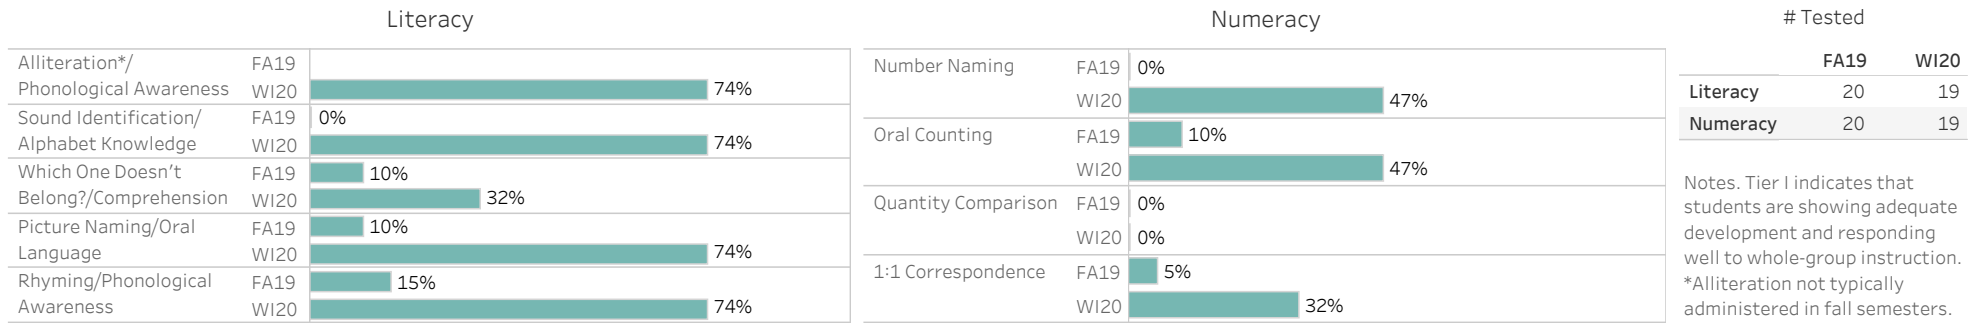 Literacy
Alliteration*/ FA19
Phonological Awareness WI20 74%
Sound Identification/ FA19 0%
Alphabet Knowledge WI20 74%
Which One Doesn't FA19 10%
Belong?/Comprehension WI20 32%
Picture Naming/Oral FA19 10%
Language WI20 74%
Rhyming/Phonological FA19 15%
Awareness WI20 74%
Numeracy
Number Naming FA19 0%
WI20 47%
Oral Counting FA19 10%
WI20 47%
Quantity Comparison FA19 0%
WI20 0%
1:1 Correspondence FA19 5%
WI20 32%
# Tested
FA19 WI20
Literacy 20 19
Numeracy 20 19
Notes. Tier I indicates that
students are showing adequate
development and responding
well to whole-group instruction.
*Alliteration not typically
administered in fall semesters.